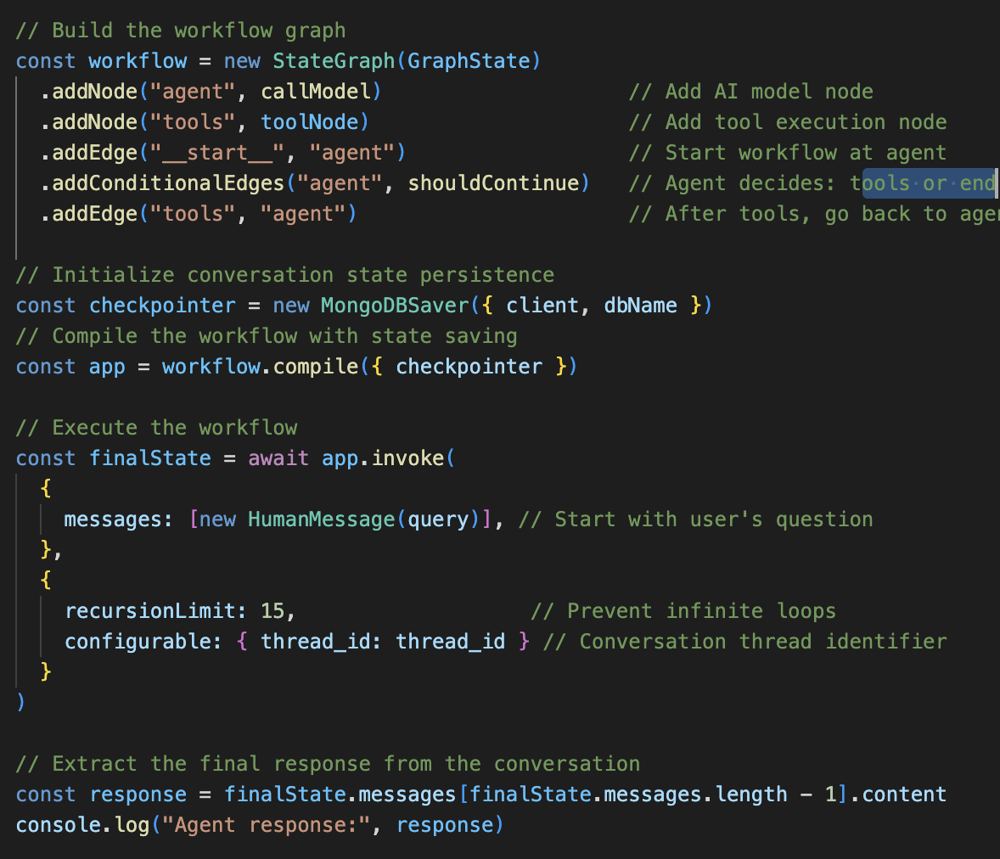 // Build the workflow graph
const workflow = new StateGraph(GraphState)
  .addNode("agent", callModel)                    // Add AI model node
  .addNode("tools", toolNode)                     // Add tool execution node
  .addEdge("__start__", "agent")                  // Start workflow at agent
  .addConditionalEdges("agent", shouldContinue)   // Agent decides: tools or end
  .addEdge("tools", "agent")                      // After tools, go back to

// Initialize conversation state persistence
const checkpointer = new MongoDBSaver({ client, dbName })
// Compile the workflow with state saving
const app = workflow.compile({ checkpointer })

// Execute the workflow
const finalState = await app.invoke(
  {
    messages: [new HumanMessage(query)], // Start with user's question
  },
  {
    recursionLimit: 15,                   // Prevent infinite loops
    configurable: { thread_id: thread_id } // Conversation thread identifier
  }
)

// Extract the final response from the conversation
const response = finalState.messages[finalState.messages.length - 1].content
console.log("Agent response:", response)